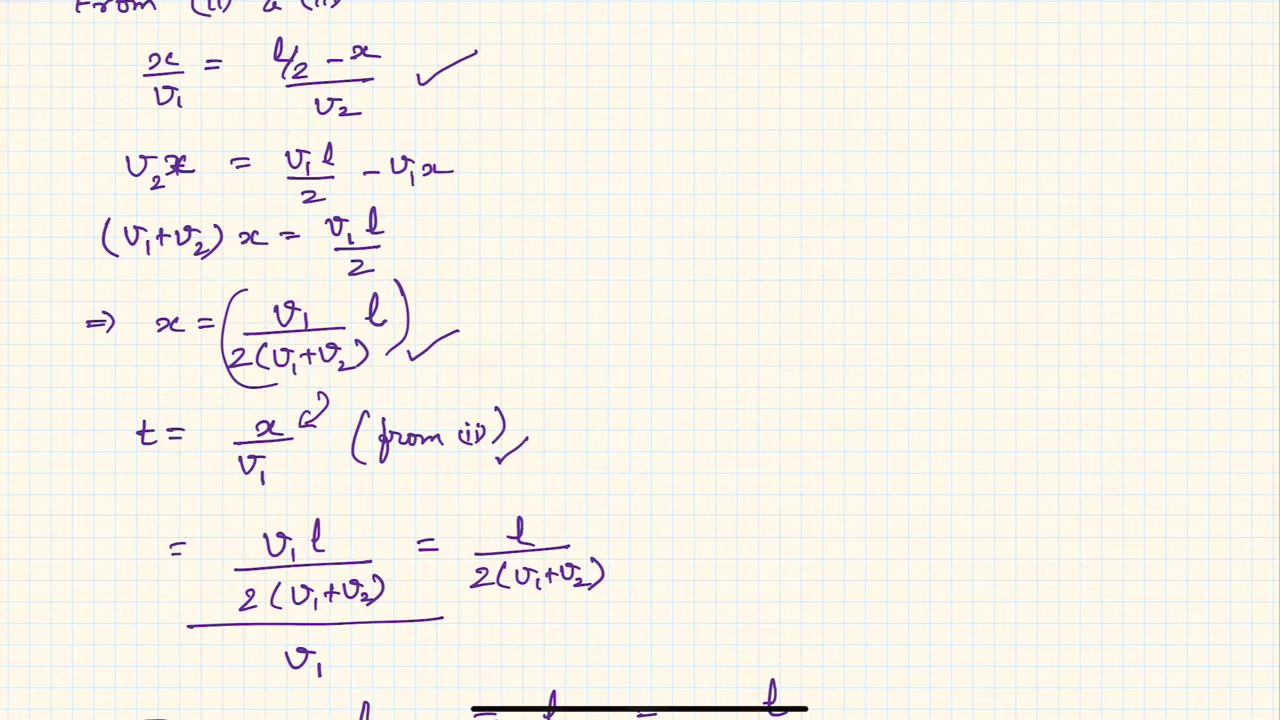 From (i) & (ii)
x/v₁ = (l/2 - x)/v₂ ✓
v₂x = v₁l/2 - v₁x
(v₁+v₂) x = v₁l/2
⇒ x = (v₁/2(v₁+v₂) l) ✓
t = x/v₁ (from (i)) ✓
= (v₁l/2(v₁+v₂))/v₁ = l/2(v₁+v₂)
l = l = l